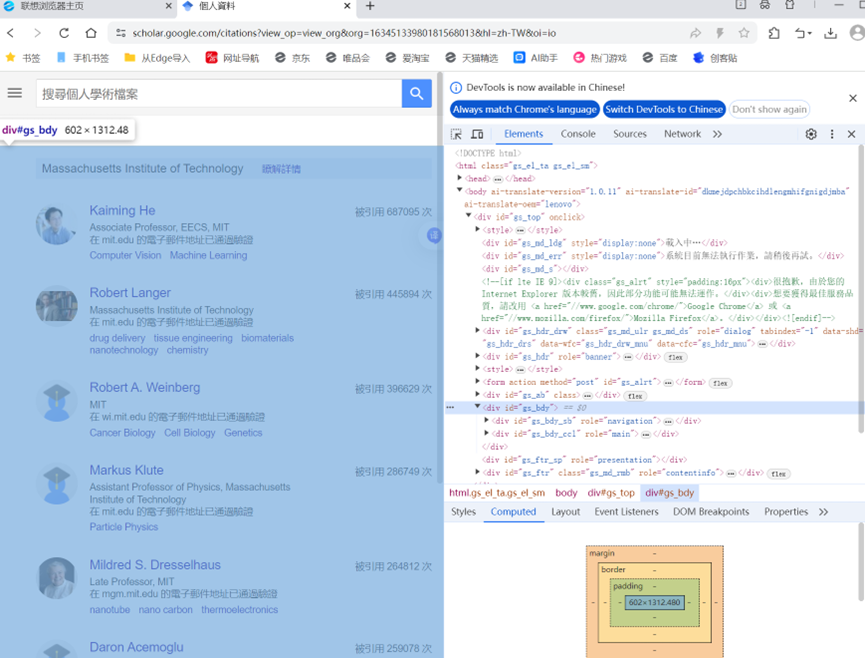 联想浏览器主页
個人資料
scholar.google.com/citations?view_op=view_org&org=16345133980181568013&hl=zh-TW&oi=io
书签 手机书签 从Edge导入 网址导航 京东 唯品会 爱淘宝 天猫精选 AI助手 热门游戏 百度 创客贴
搜尋個人學術檔案
div#gs_bdy 602 × 1312.48
Massachusetts Institute of Technology 瞭解詳情
Kaiming He
被引用 687095 次
Associate Professor, EECS, MIT
在 mit.edu 的電子郵件地址已通過驗證
Computer Vision Machine Learning
译
Robert Langer
被引用 445894 次
Massachusetts Institute of Technology
在 mit.edu 的電子郵件地址已通過驗證
drug delivery tissue engineering biomaterials
nanotechnology chemistry
Robert A. Weinberg
被引用 396629 次
MIT
在 wi.mit.edu 的電子郵件地址已通過驗證
Cancer Biology Cell Biology Genetics
Markus Klute
被引用 286749 次
Assistant Professor of Physics, Massachusetts
Institute of Technology
在 mit.edu 的電子郵件地址已通過驗證
Particle Physics
Mildred S. Dresselhaus
被引用 264812 次
Late Professor, MIT
在 mgm.mit.edu 的電子郵件地址已通過驗證
nanotube nano carbon thermoelectronics
Daron Acemoglu
被引用 259078 次
DevTools is now available in Chinese!
Always match Chrome's language Switch DevTools to Chinese Don't show again
Elements Console Sources Network
<!DOCTYPE html>
<html class="gs_el_ta gs_el_sm">
<head> ⋯ </head>
<body ai-translate-version="1.0.11" ai-translate-id="dkmejdpchbkcihdlengmhifgnigdjmba"
ai-translate-oem="lenovo">
<div id="gs_top" onclick>
<style> ⋯ </style>
<div id="gs_md_ldg" style="display:none">載入中…</div>
<div id="gs_md_err" style="display:none">系統目前無法執行作業，請稍後再試。</div>
<div id="gs_md_s"></div>
<!--[if lte IE 9]><div class="gs_alrt" style="padding:16px"><div>很抱歉，由於您的
Internet Explorer 版本較舊，因此部分功能可能無法運作。</div><div>想要獲得最佳服務品
質，請改用 <a href="//www.google.com/chrome/">Google Chrome</a> 或 <a
href="//www.mozilla.com/firefox/">Mozilla Firefox</a>。</div></div><![endif]-->
<div id="gs_hdr_drw" class="gs_md_ulr gs_md_ds" role="dialog" tabindex="-1" data-shd=
"gs_hdr_drs" data-wfc="gs_hdr_drw_mnu" data-cfc="gs_hdr_mnu"> ⋯ </div>
<div id="gs_hdr" role="banner"> ⋯ </div> flex
<style> ⋯ </style>
<form action method="post" id="gs_alrt"> ⋯ </form> flex
<div id="gs_ab" class> ⋯ </div> flex
⋯ <div id="gs_bdy"> == $0
<div id="gs_bdy_sb" role="navigation"> ⋯ </div>
<div id="gs_bdy_ccl" role="main"> ⋯ </div>
</div>
<div id="gs_ftr_sp" role="presentation"></div>
<div id="gs_ftr" class="gs_md_rmb" role="contentinfo"> ⋯ </div> flex
html.gs_el_ta.gs_el_sm body div#gs_top div#gs_bdy
Styles Computed Layout Event Listeners DOM Breakpoints Properties
margin -
border -
padding -
602×1312.480